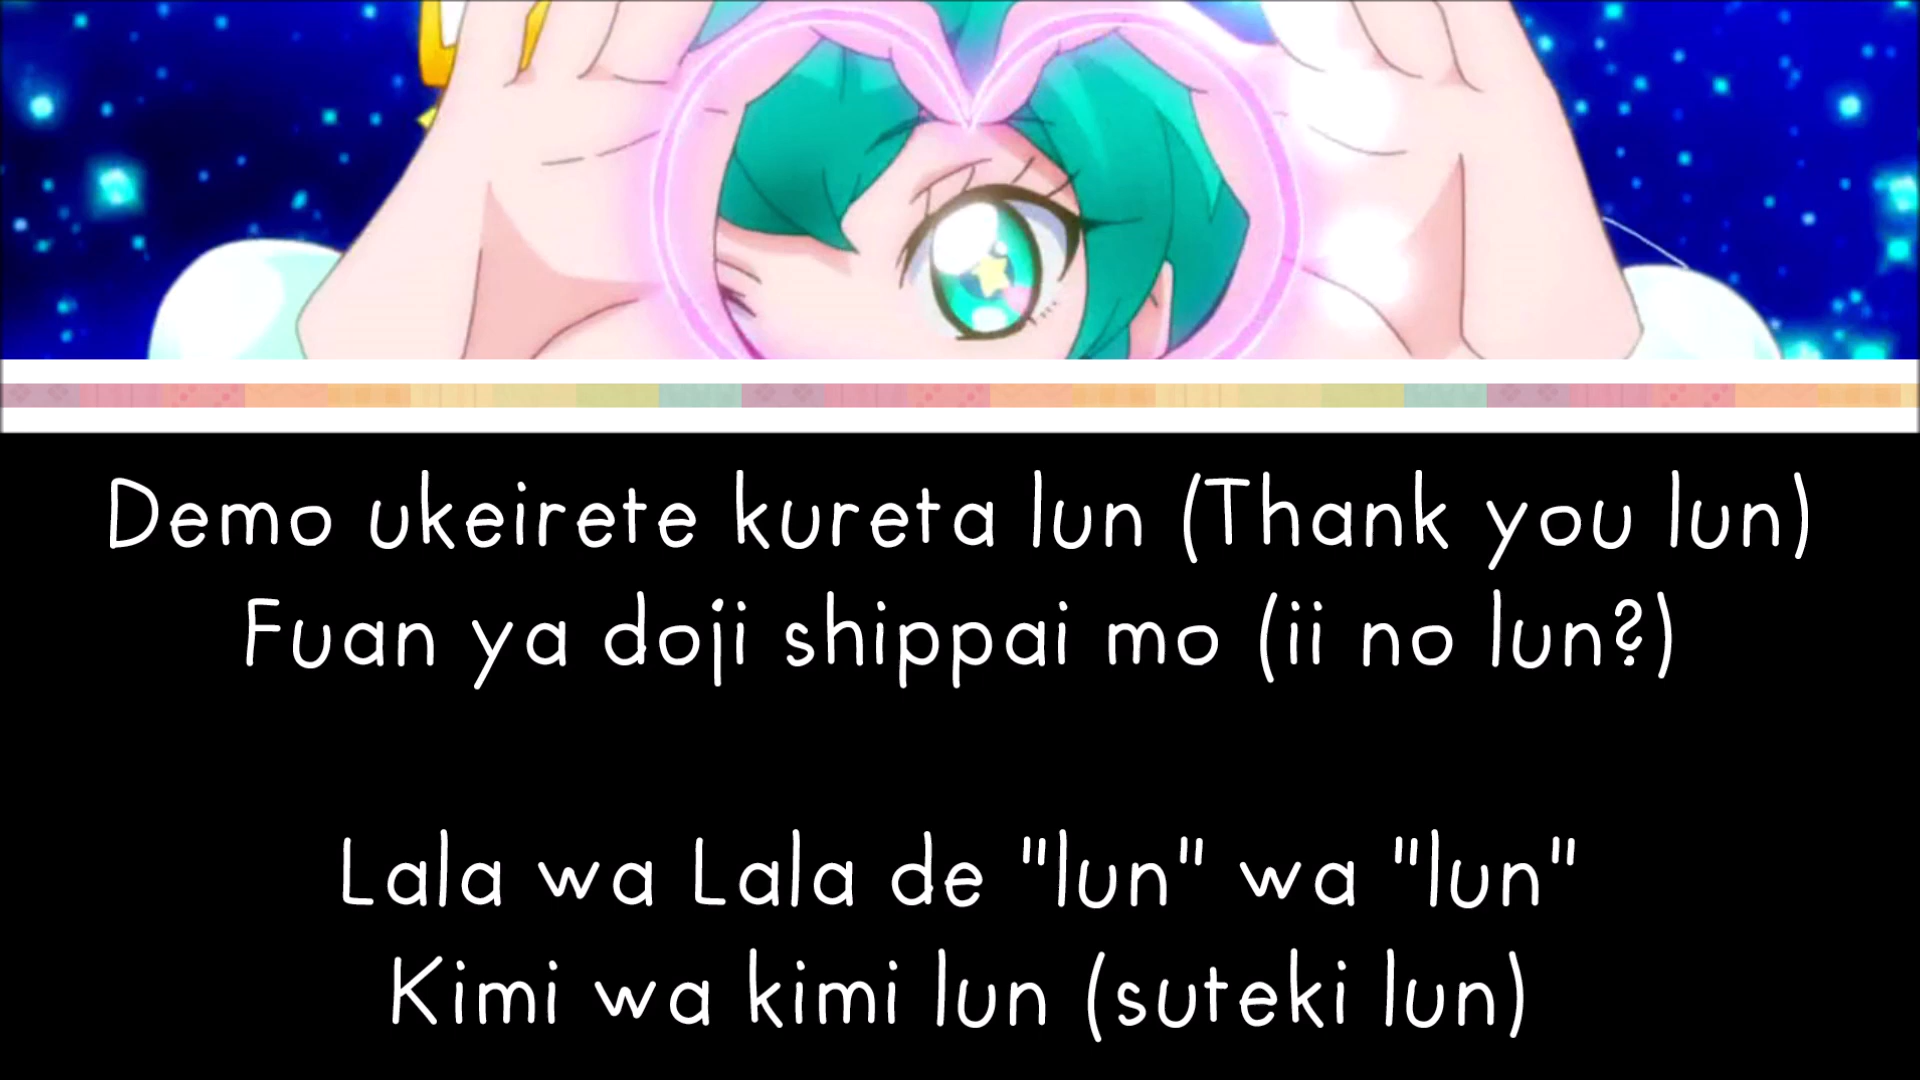 Demo ukeirete kureta lun (Thank you lun)
Fuan ya doji shippai mo (ii no lun?)
Lala wa Lala de "lun" wa "lun"
Kimi wa kimi lun (suteki lun)